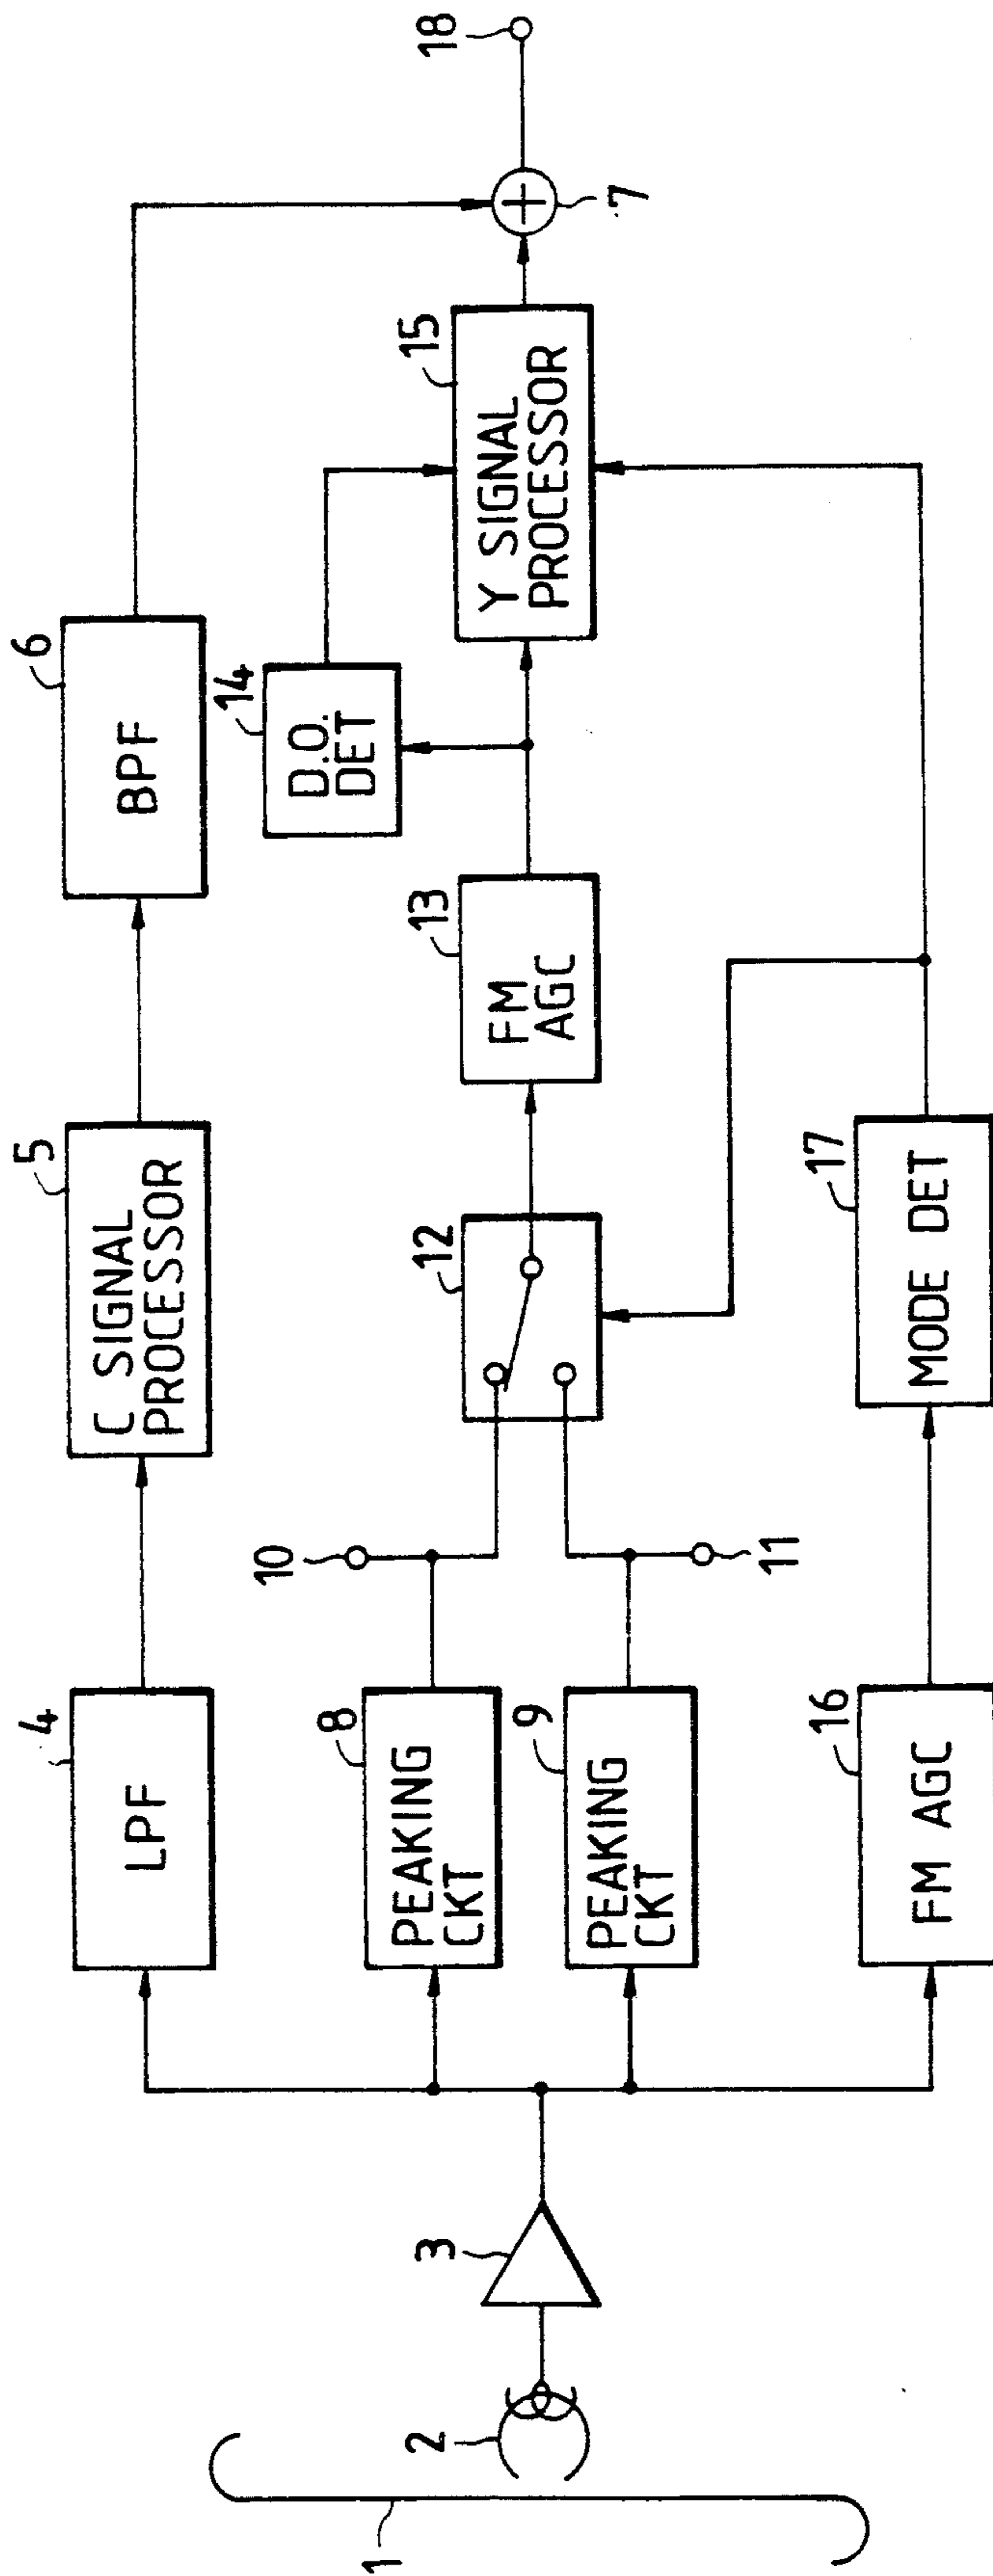 1
2
3
4
LPF
5
C SIGNAL
PROCESSOR
6
BPF
7
18
8
PEAKING
CKT
10
9
PEAKING
CKT
11
12
13
FM
AGC
14
D.O.
DET
15
Y SIGNAL
PROCESSOR
16
FM AGC
17
MODE DET